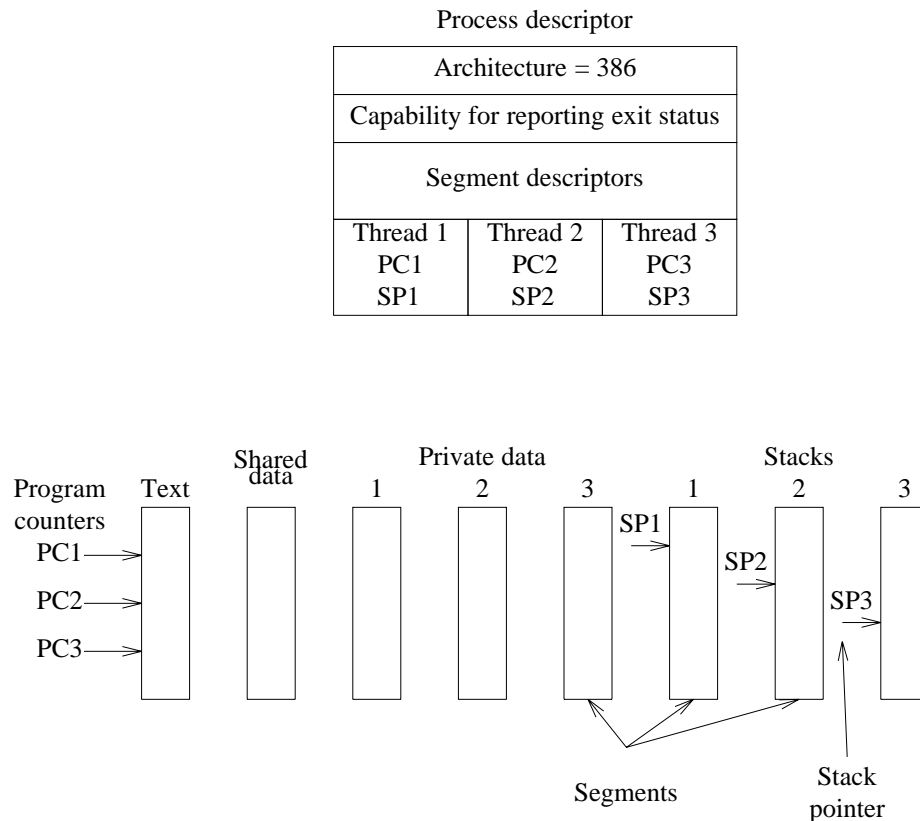 Process descriptor
Architecture = 386
Capability for reporting exit status
Segment descriptors
Thread 1 Thread 2 Thread 3
PC1 PC2 PC3
SP1 SP2 SP3
Shared
data
Private data
Stacks
Program
counters
Text
1 2 3 1 2 3
PC1
PC2
PC3
SP1
SP2
SP3
Segments
Stack
pointer